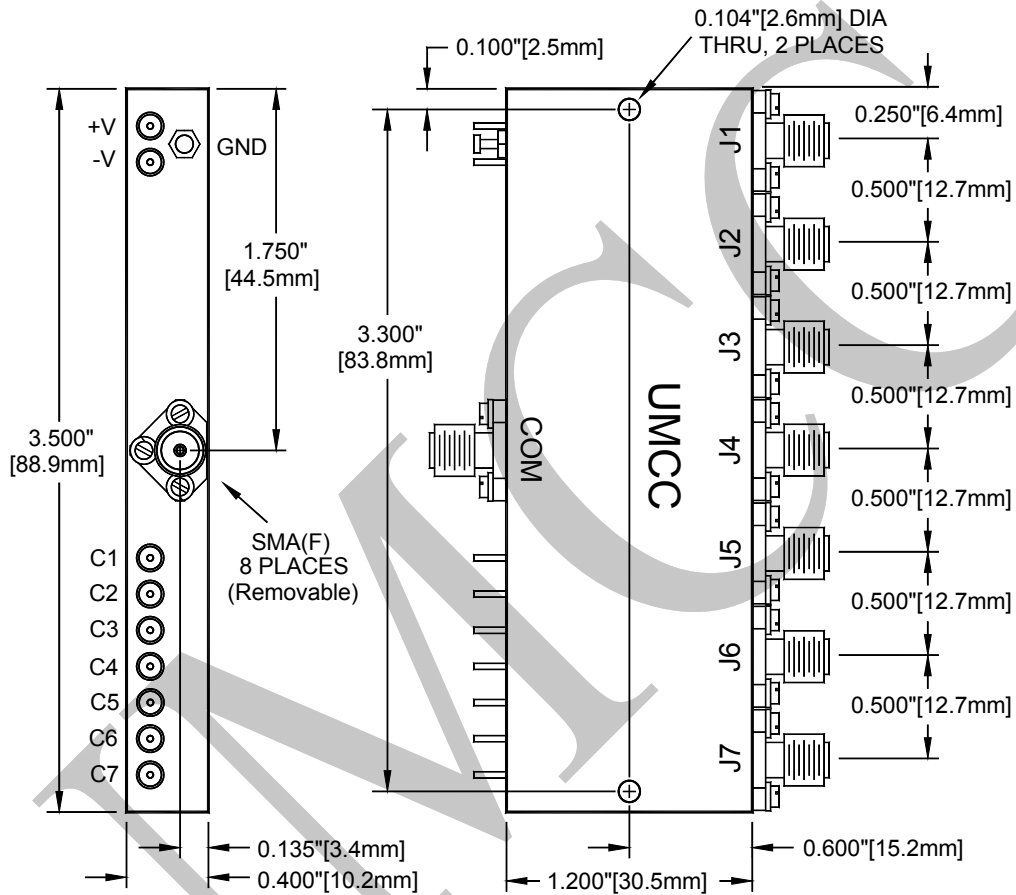 0.104"[2.6mm] DIA
THRU, 2 PLACES
0.100"[2.5mm]
+V
-V
GND
1.750"
[44.5mm]
3.500"
[88.9mm]
SMA(F)
8 PLACES
(Removable)
C1
C2
C3
C4
C5
C6
C7
0.135"[3.4mm]
0.400"[10.2mm]
3.300"
[83.8mm]
COM
UMCC
J1
J2
J3
J4
J5
J6
J7
0.250"[6.4mm]
0.500"[12.7mm]
0.500"[12.7mm]
0.500"[12.7mm]
0.500"[12.7mm]
0.500"[12.7mm]
0.500"[12.7mm]
0.600"[15.2mm]
1.200"[30.5mm]
UMCC